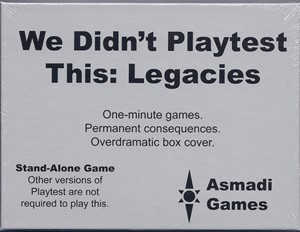 We Didn't Playtest
This: Legacies
One-minute games.
Permanent consequences.
Overdramatic box cover.
Stand-Alone Game
Other versions of
Playtest are not
required to play this.
Asmadi
Games